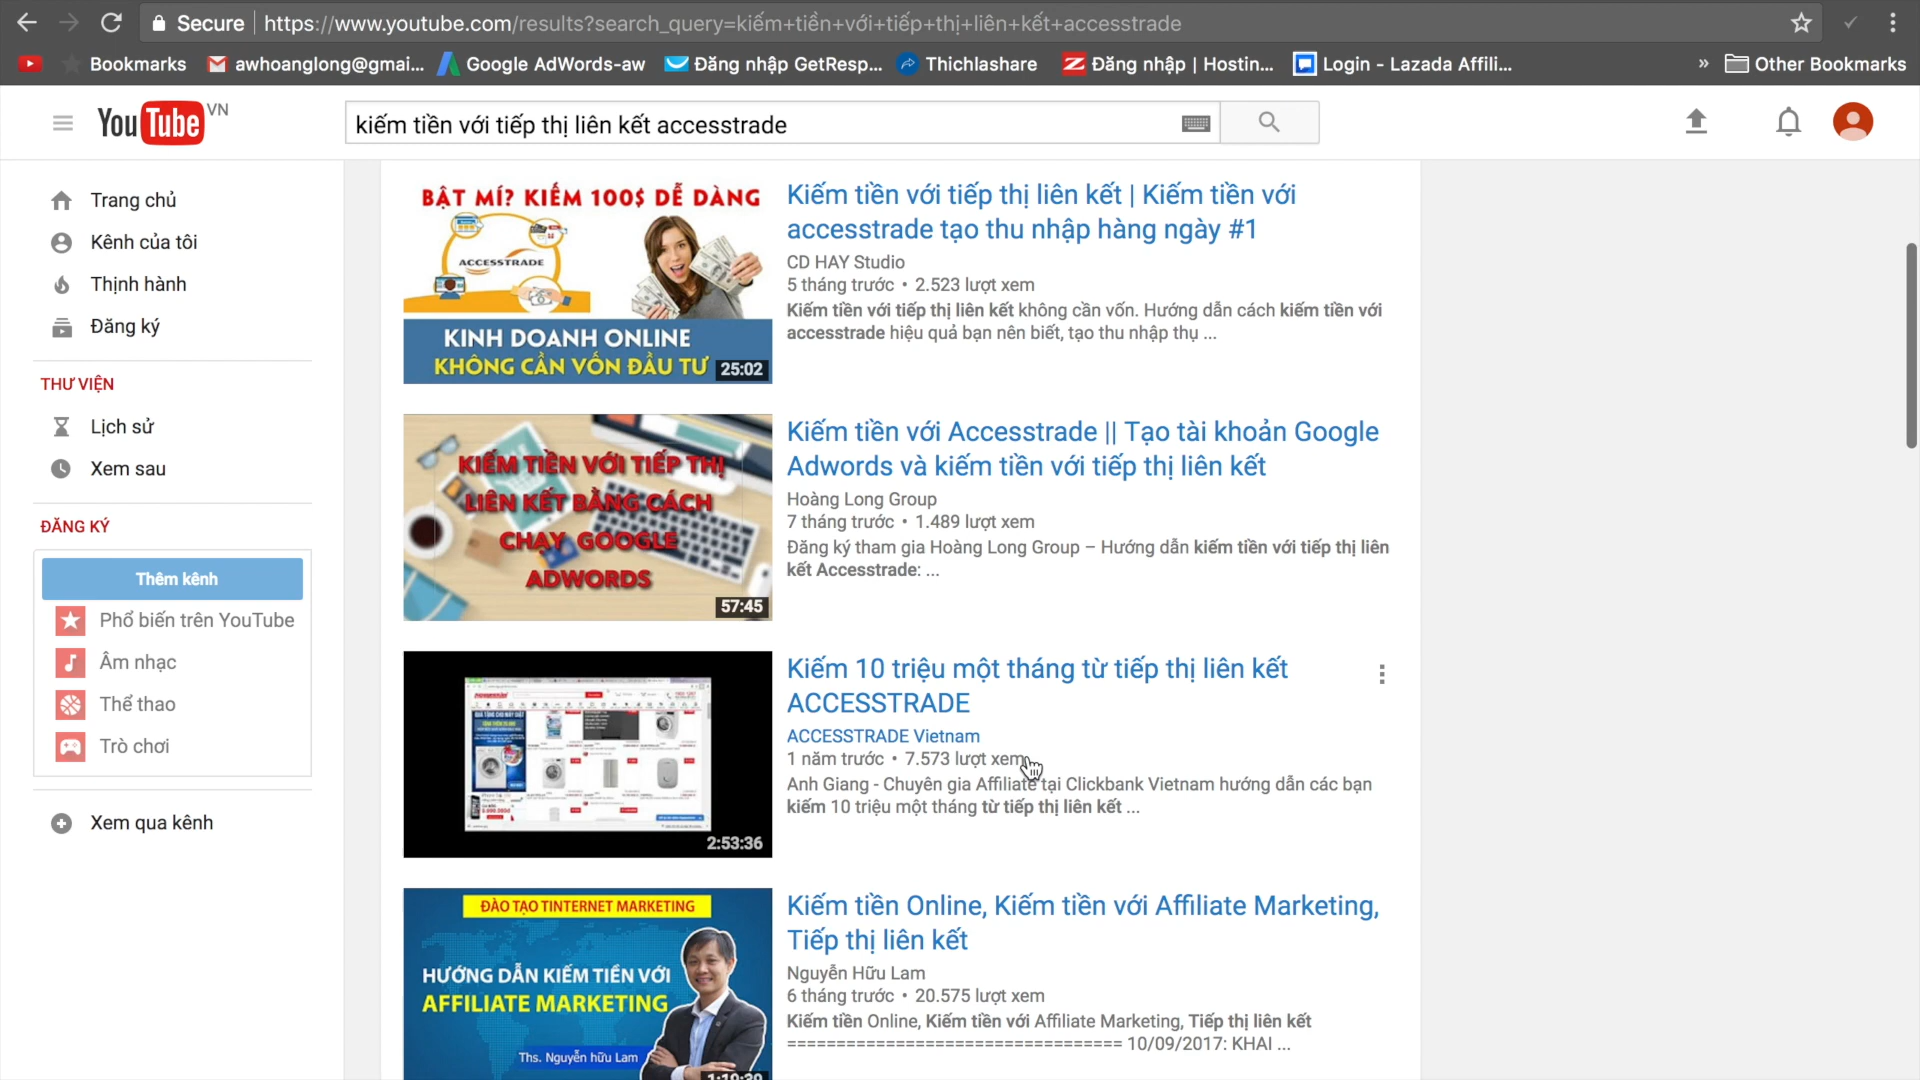 Secure https://www.youtube.com/results?search_query=kiếm+tiền+với+tiếp+thị+liên+kết+accesstrade
Bookmarks awhoanglong@gmai... Google AdWords-aw Đăng nhập GetResp... Thichlashare Đăng nhập | Hostin... Login - Lazada Affili... » Other Bookmarks
YouTube VN
kiếm tiền với tiếp thị liên kết accesstrade
Trang chủ
Kênh của tôi
Thịnh hành
Đăng ký
THƯ VIỆN
Lịch sử
Xem sau
ĐĂNG KÝ
Thêm kênh
Phổ biến trên YouTube
Âm nhạc
Thể thao
Trò chơi
Xem qua kênh
BẬT MÍ? KIẾM 100$ DỄ DÀNG
ACCESSTRADE
KINH DOANH ONLINE
KHÔNG CẦN VỐN ĐẦU TƯ
25:02
Kiếm tiền với tiếp thị liên kết | Kiếm tiền với
accesstrade tạo thu nhập hàng ngày #1
CD HAY Studio
5 tháng trước • 2.523 lượt xem
Kiếm tiền với tiếp thị liên kết không cần vốn. Hướng dẫn cách kiếm tiền với
accesstrade hiệu quả bạn nên biết, tạo thu nhập thụ ...
KIẾM TIỀN VỚI TIẾP THỊ
LIÊN KẾT BẰNG CÁCH
CHẠY GOOGLE
ADWORDS
57:45
Kiếm tiền với Accesstrade || Tạo tài khoản Google
Adwords và kiếm tiền với tiếp thị liên kết
Hoàng Long Group
7 tháng trước • 1.489 lượt xem
Đăng ký tham gia Hoàng Long Group – Hướng dẫn kiếm tiền với tiếp thị liên
kết Accesstrade: ...
2:53:36
Kiếm 10 triệu một tháng từ tiếp thị liên kết
ACCESSTRADE
ACCESSTRADE Vietnam
1 năm trước • 7.573 lượt xem
Anh Giang - Chuyên gia Affiliate tại Clickbank Vietnam hướng dẫn các bạn
kiếm 10 triệu một tháng từ tiếp thị liên kết ...
ĐÀO TẠO TINTERNET MARKETING
HƯỚNG DẪN KIẾM TIỀN VỚI
AFFILIATE MARKETING
Ths. Nguyễn hữu Lam
1:19:39
Kiếm tiền Online, Kiếm tiền với Affiliate Marketing,
Tiếp thị liên kết
Nguyễn Hữu Lam
6 tháng trước • 20.575 lượt xem
Kiếm tiền Online, Kiếm tiền với Affiliate Marketing, Tiếp thị liên kết
================================== 10/09/2017: KHAI ...